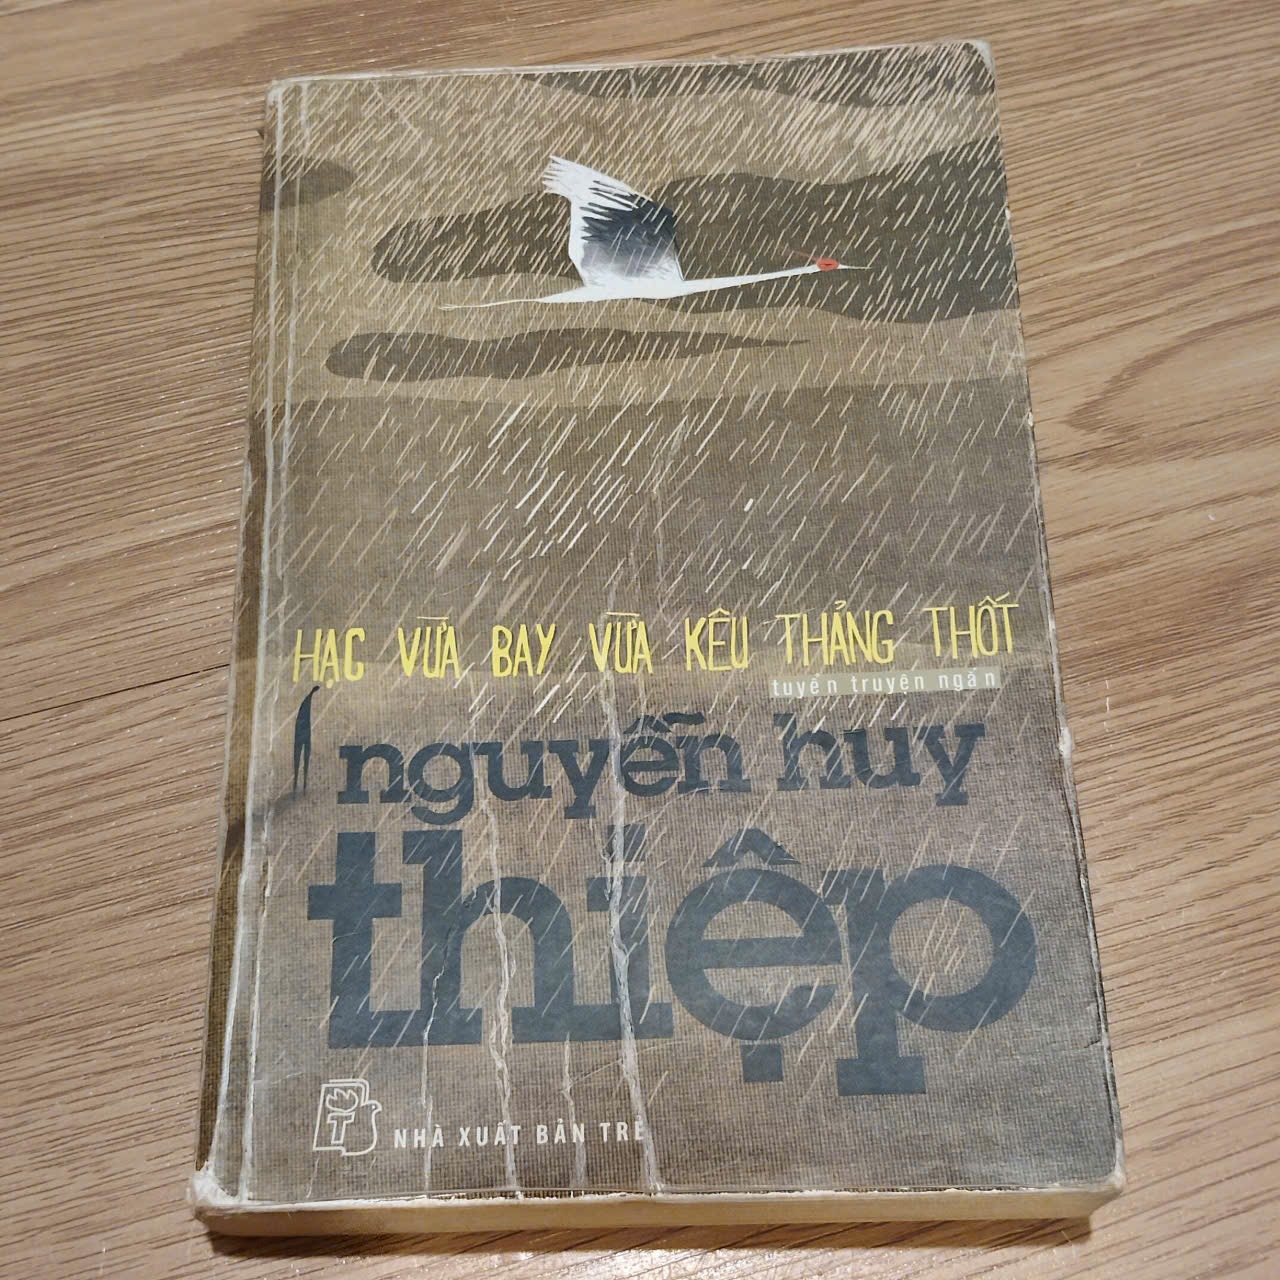 HẠC VỪA BAY VỪA KÊU THẢNG THỐT
tuyển truyện ngắn
nguyễn huy
thiệp
NHÀ XUẤT BẢN TRẺ